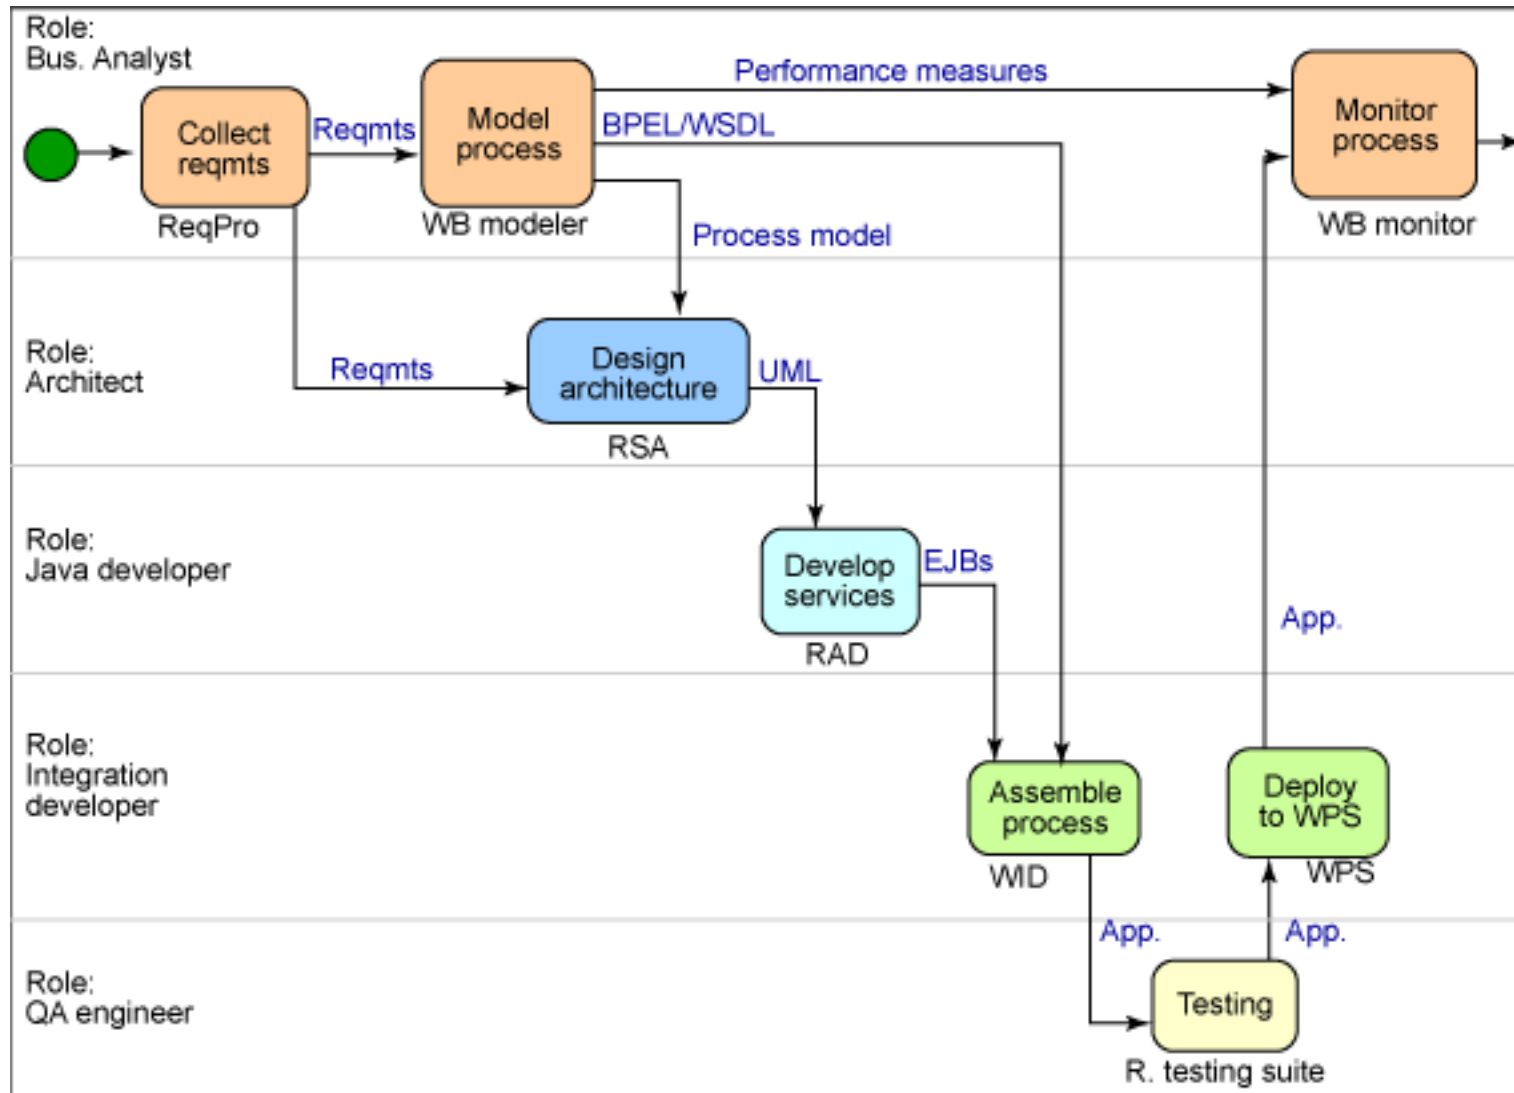 Role:
Bus. Analyst
Collect
reqmts
ReqPro
Reqmts
Model
process
WB modeler
Performance measures
BPEL/WSDL
Process model
Monitor
process
WB monitor
Role:
Architect
Reqmts
Design
architecture
RSA
UML
Role:
Java developer
Develop
services
RAD
EJBs
App.
Role:
Integration
developer
Assemble
process
WID
Deploy
to WPS
WPS
App.
App.
Role:
QA engineer
Testing
R. testing suite